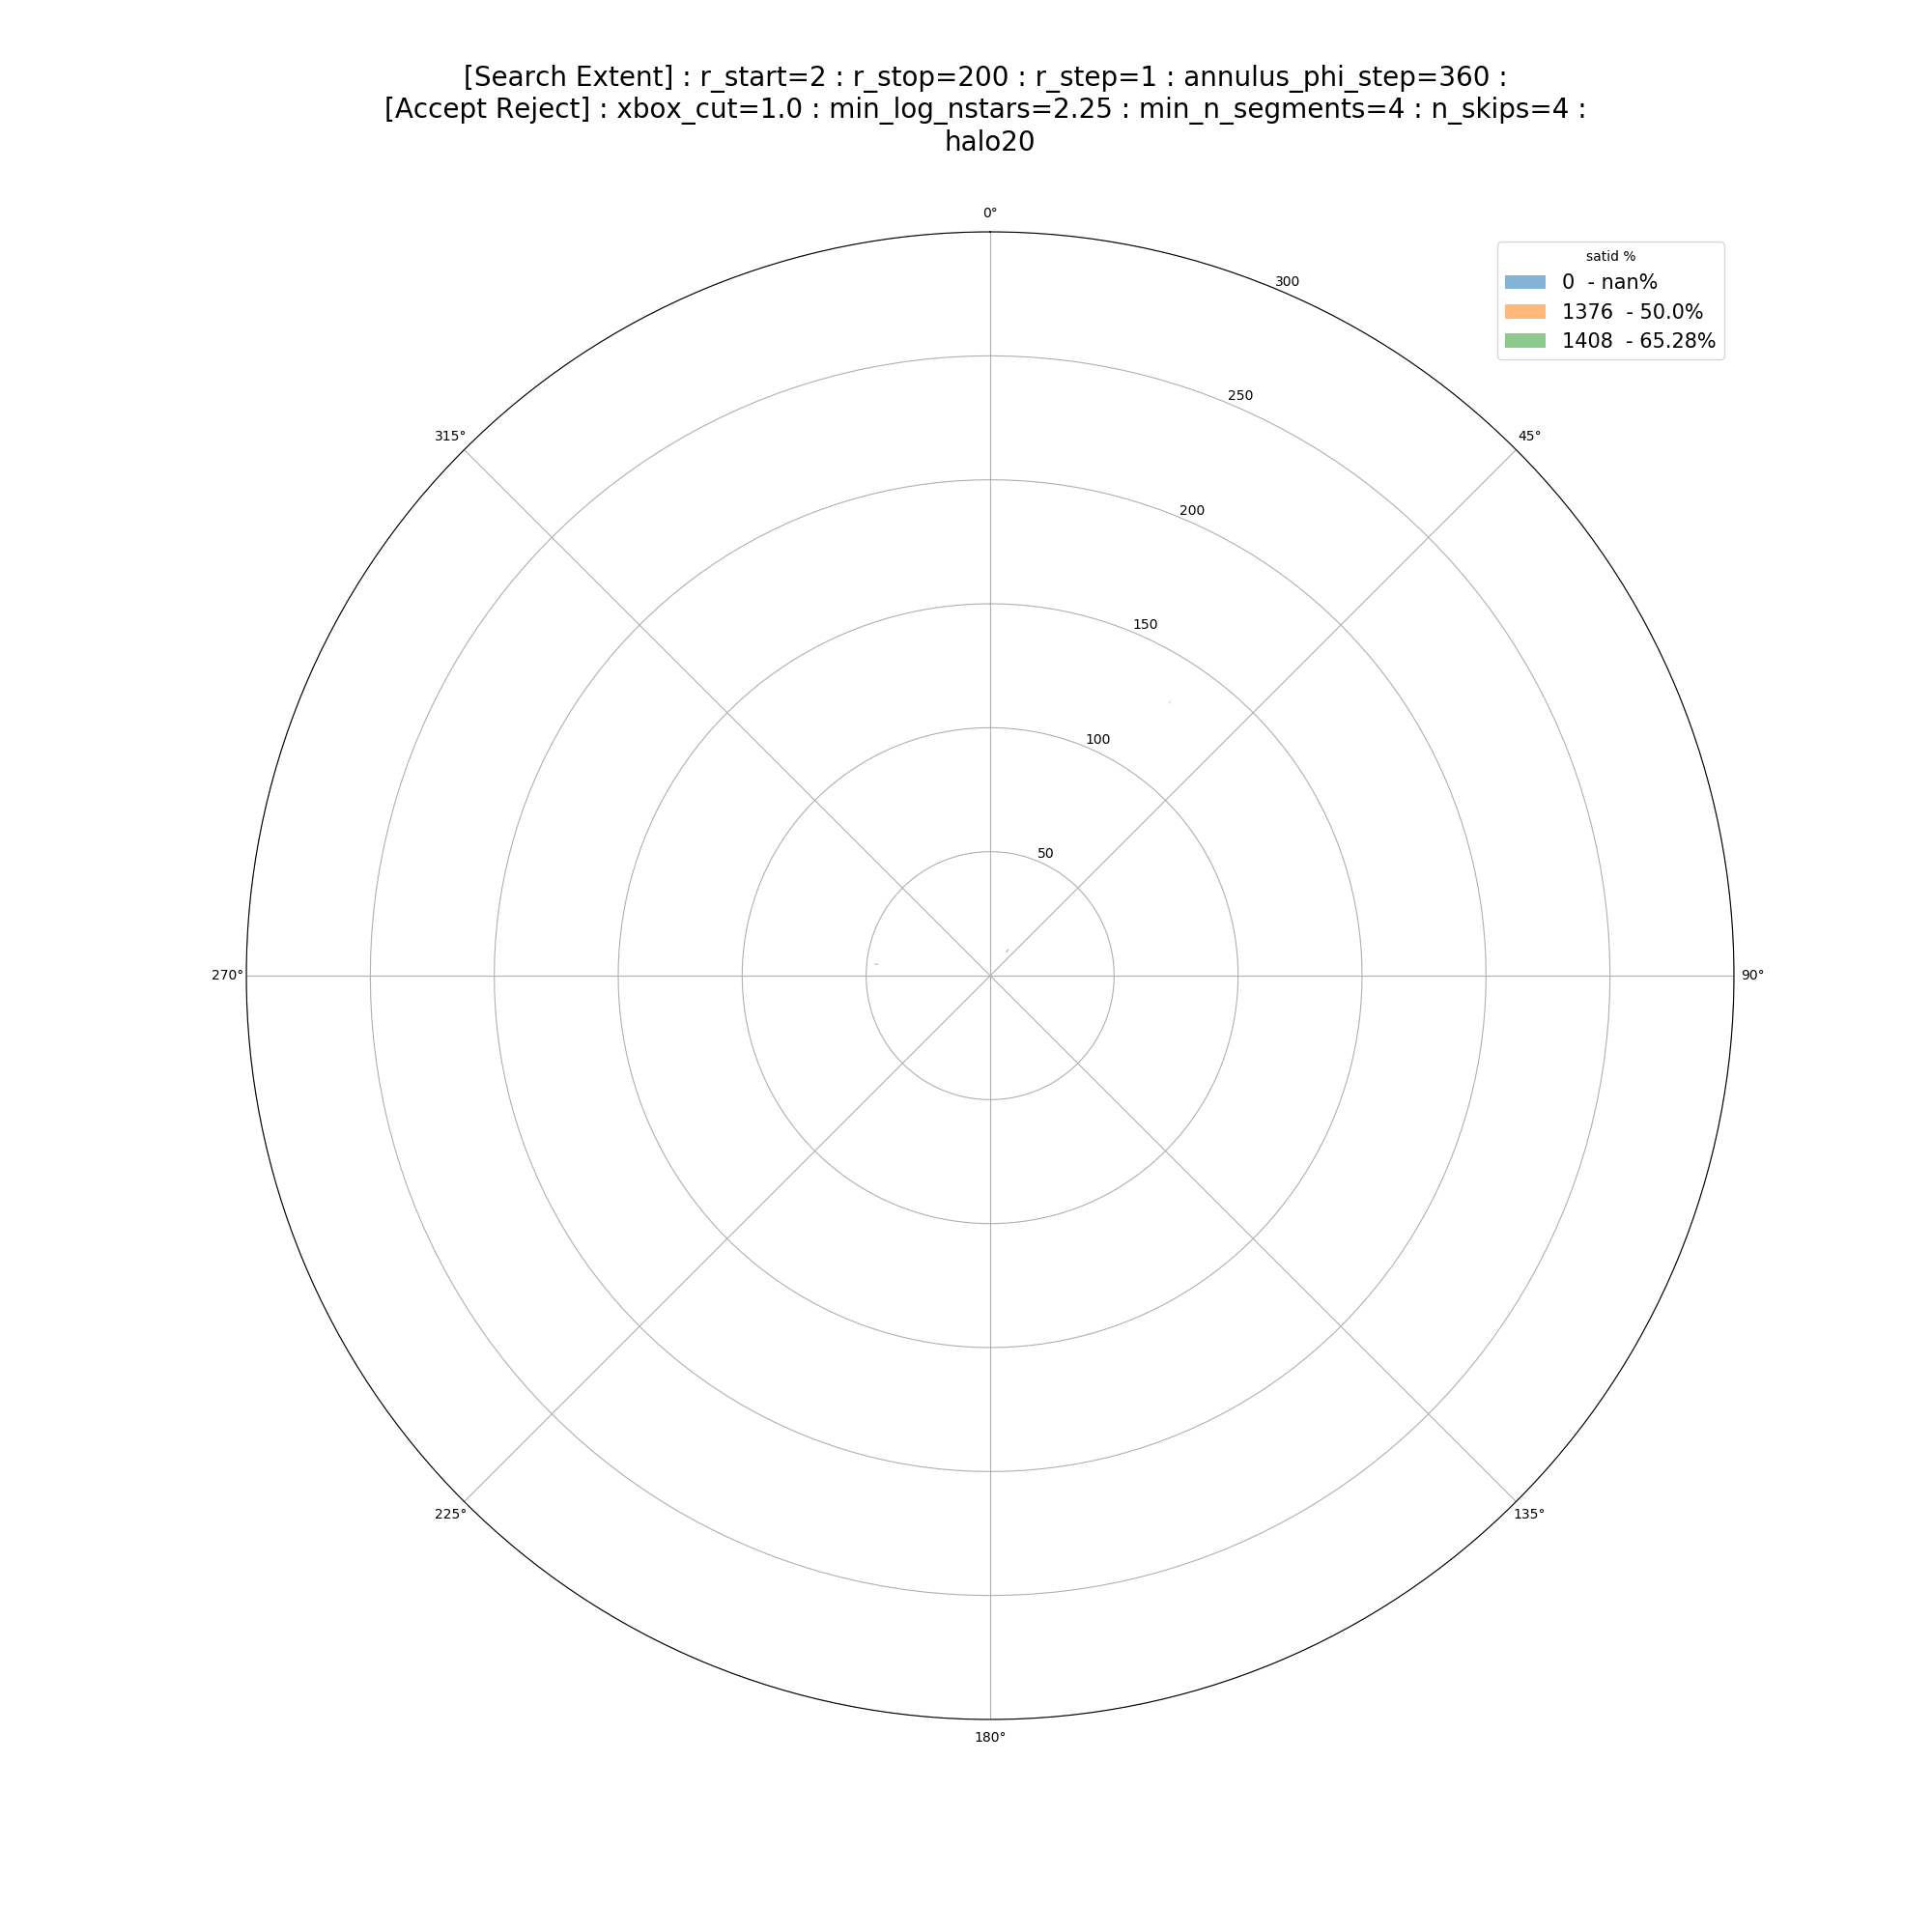 [Search Extent] : r_start=2 : r_stop=200 : r_step=1 : annulus_phi_step=360 :
[Accept Reject] : xbox_cut=1.0 : min_log_nstars=2.25 : min_n_segments=4 : n_skips=4 :
halo20
0°
satid %
0 - nan%
1376 - 50.0%
1408 - 65.28%
300
250
315°
45°
200
150
100
50
270°
90°
225°
135°
180°